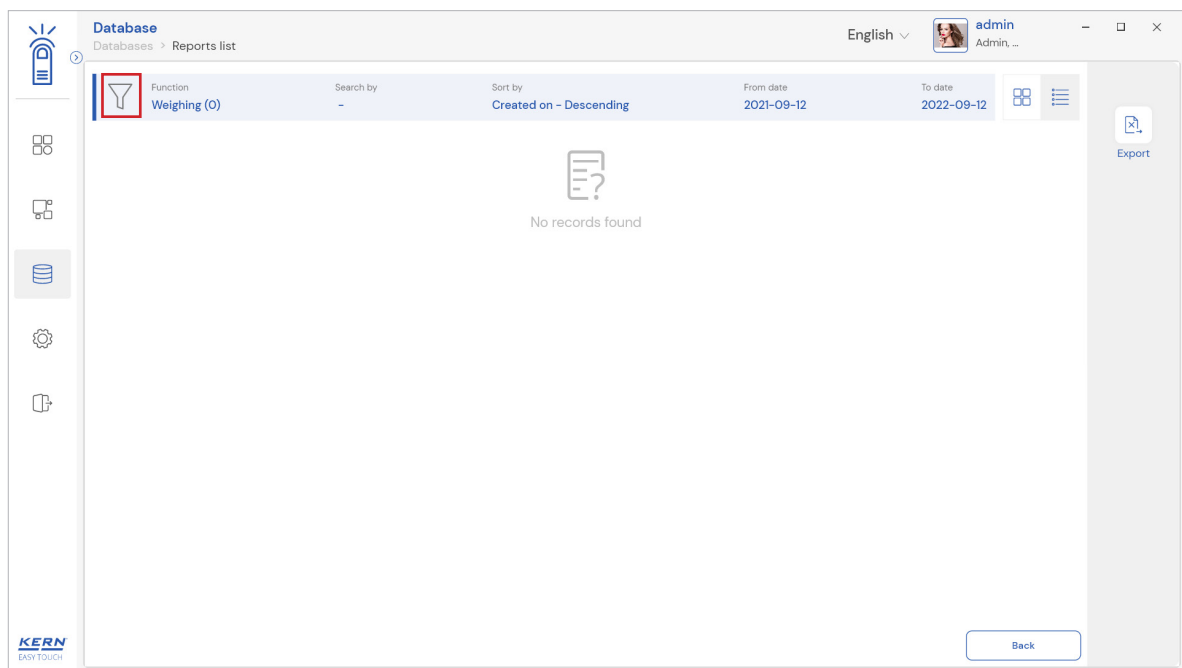 Database
Databases > Reports list
English
admin
Admin, ...
Function
Weighing (0)
Search by
-
Sort by
Created on - Descending
From date
2021-09-12
To date
2022-09-12
Export
No records found
Back
KERN
EASY TOUCH